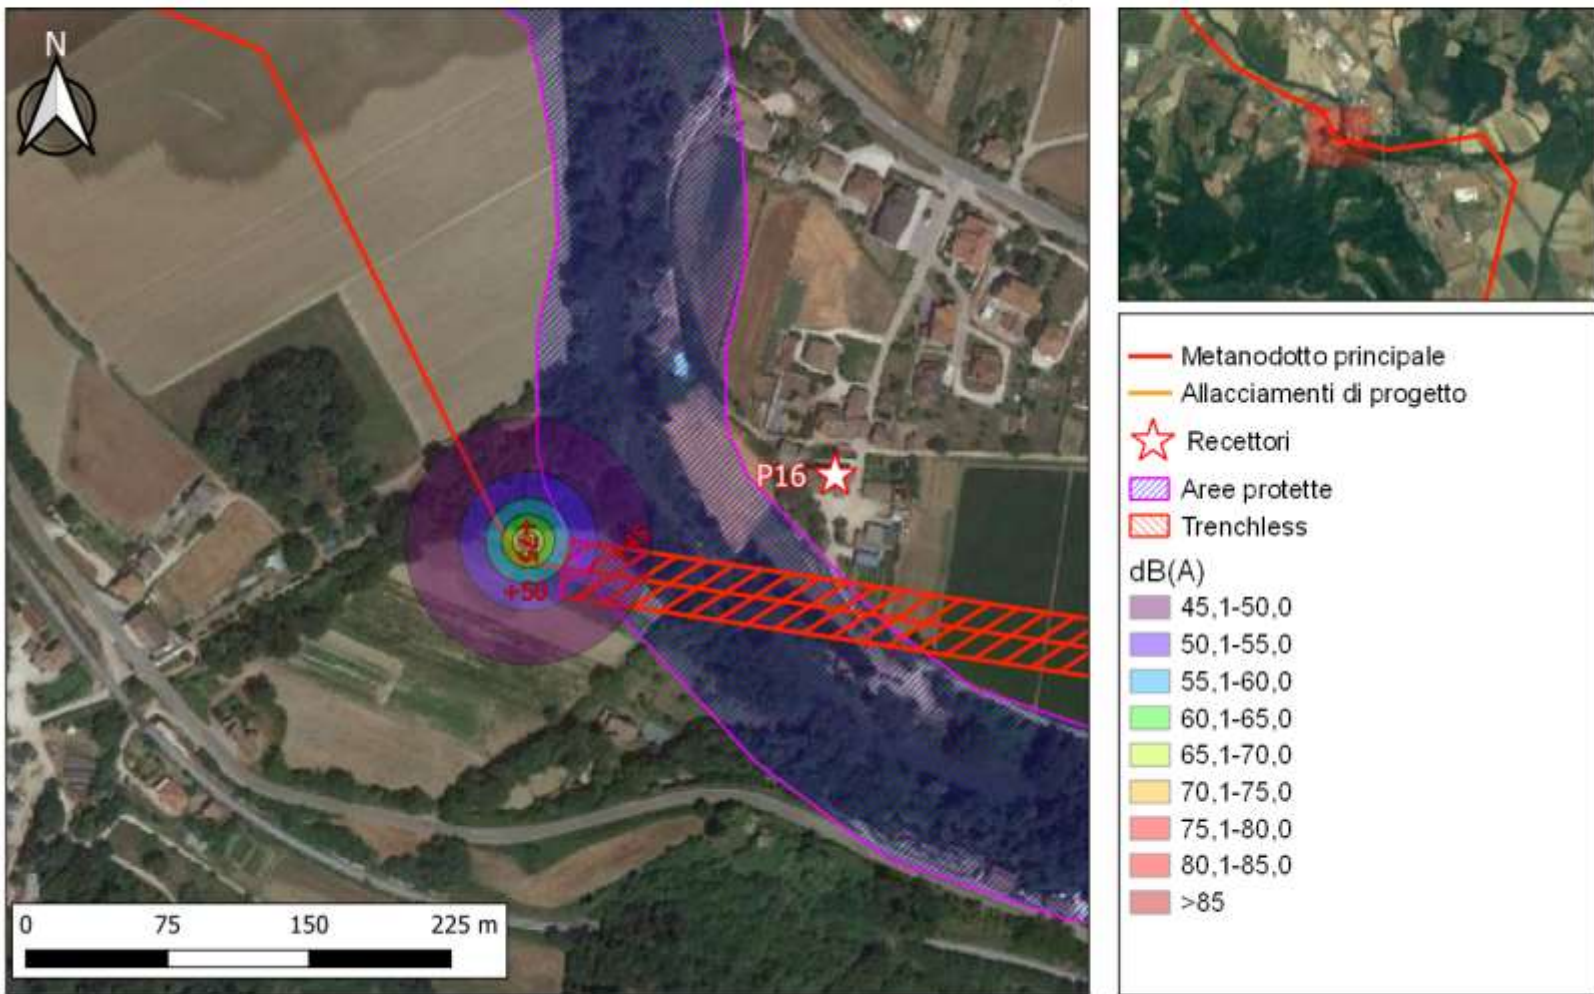 N
P16
+50
0 75 150 225 m
Metanodotto principale
Allacciamenti di progetto
Recettori
Aree protette
Trenchless
dB(A)
45,1-50,0
50,1-55,0
55,1-60,0
60,1-65,0
65,1-70,0
70,1-75,0
75,1-80,0
80,1-85,0
>85